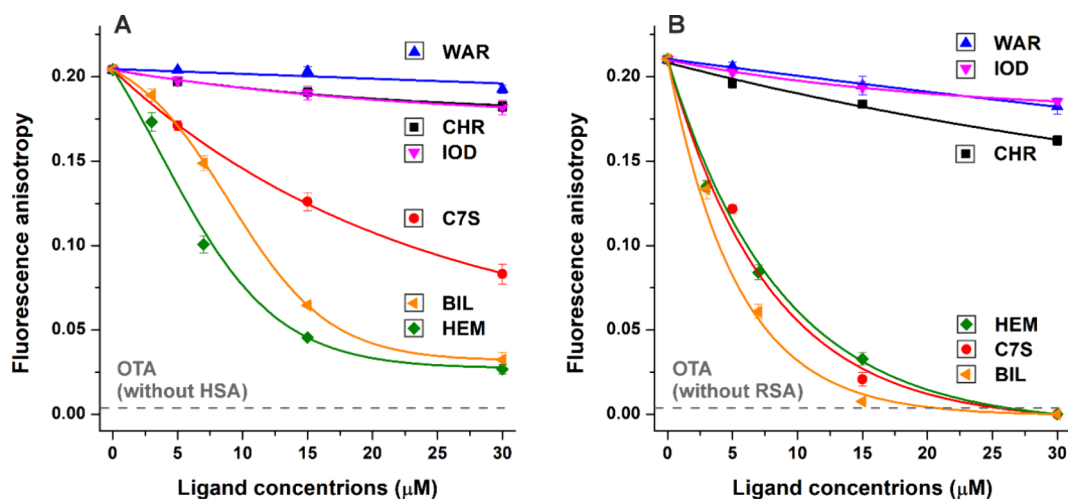 A
Fluorescence anisotropy
0.20
0.15
0.10
0.05
0.00
WAR
CHR
IOD
C7S
BIL
HEM
OTA
(without HSA)
0 5 10 15 20 25 30
Ligand concentrions (μM)
B
Fluorescence anisotropy
0.20
0.15
0.10
0.05
0.00
WAR
IOD
CHR
HEM
C7S
BIL
OTA
(without RSA)
0 5 10 15 20 25 30
Ligand concentrions (μM)